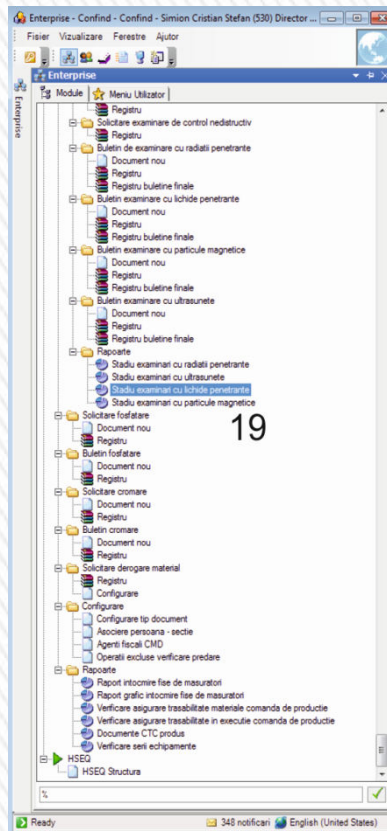 Enterprise - Confind - Confind - Simion Cristian Stefan (530) Director ...
Fisier Vizualizare Ferestre Ajutor
Enterprise
Enterprise
Module Meniu Utilizator
Registru
Solicitare examinare de control nedistructiv
Registru
Buletin de examinare cu radiatii penetrante
Document nou
Registru
Registru buletine finale
Buletin examinare cu lichide penetrante
Document nou
Registru
Registru buletine finale
Buletin examinare cu particule magnetice
Document nou
Registru
Registru buletine finale
Buletin examinare cu ultrasunete
Document nou
Registru
Registru buletine finale
Rapoarte
Stadiu examinari cu radiatii penetrante
Stadiu examinari cu ultrasunete
Stadiu examinari cu lichide penetrante
Stadiu examinari cu particule magnetice
Solicitare fosfatare
19
Document nou
Registru
Buletin fosfatare
Document nou
Registru
Solicitare cromare
Document nou
Registru
Buletin cromare
Document nou
Registru
Solicitare derogare material
Registru
Configurare
Configurare
Configurare tip document
Asociere persoana - sectie
Agenti fiscali CMD
Operatii excluse verificare predare
Rapoarte
Raport intocmire fise de masuratori
Raport grafic intocmire fise de masuratori
Verificare asigurare trasabilitate materiale comanda de productie
Verificare asigurare trasabilitate in executie comanda de productie
Documente CTC produs
Verificare serii echipamente
HSEQ
HSEQ Structura
%
Ready 348 notificari English (United States)